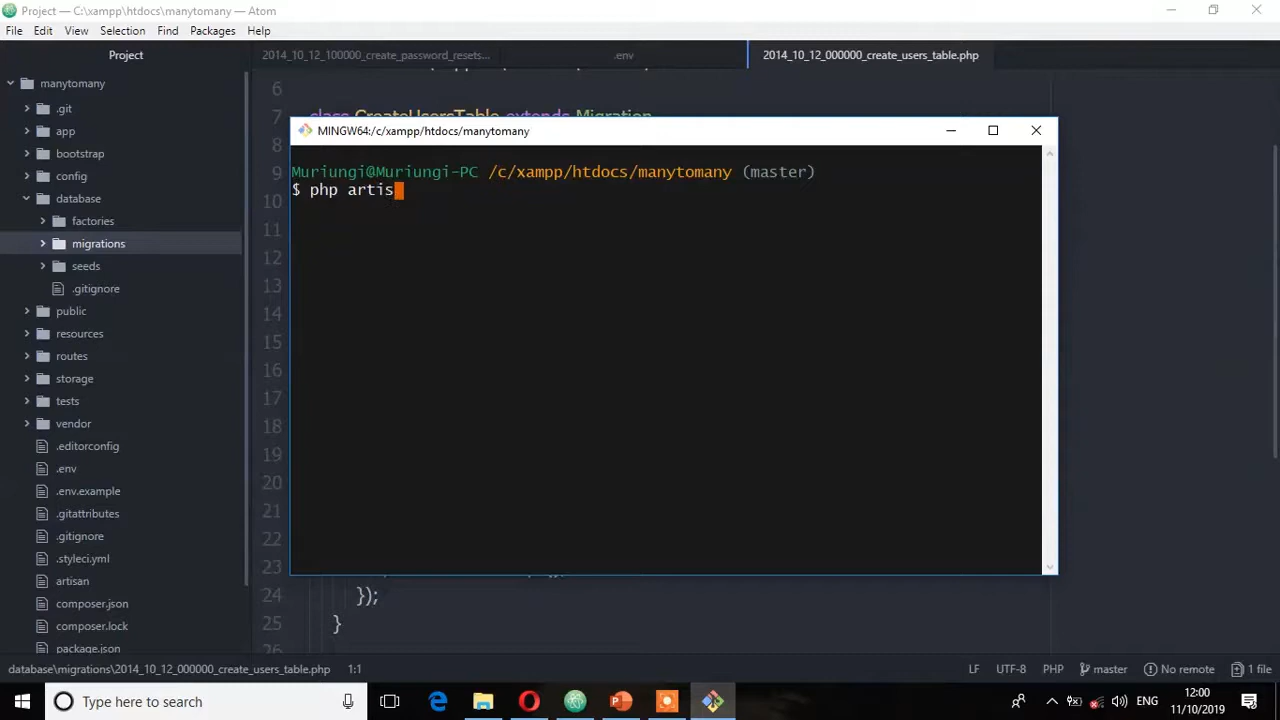 Project — C:\xampp\htdocs\manytomany — Atom
File Edit View Selection Find Packages Help
Project
2014_10_12_100000_create_password_resets...
.env
2014_10_12_000000_create_users_table.php
manytomany
.git
app
bootstrap
config
database
factories
migrations
seeds
.gitignore
public
resources
routes
storage
tests
vendor
.editorconfig
.env
.env.example
.gitattributes
.gitignore
.styleci.yml
artisan
composer.json
composer.lock
package.json
6
7 class CreateUsersTable extends Migration
8
9
10
11
12
13
14
15
16
17
18
19
20
21
22
23
24 });
25 }
26
MINGW64:/c/xampp/htdocs/manytomany
Muriungi@Muriungi-PC /c/xampp/htdocs/manytomany (master)
$ php artis
database\migrations\2014_10_12_000000_create_users_table.php 1:1
LF UTF-8 PHP master No remote 1 file
Type here to search
ENG
12:00
11/10/2019